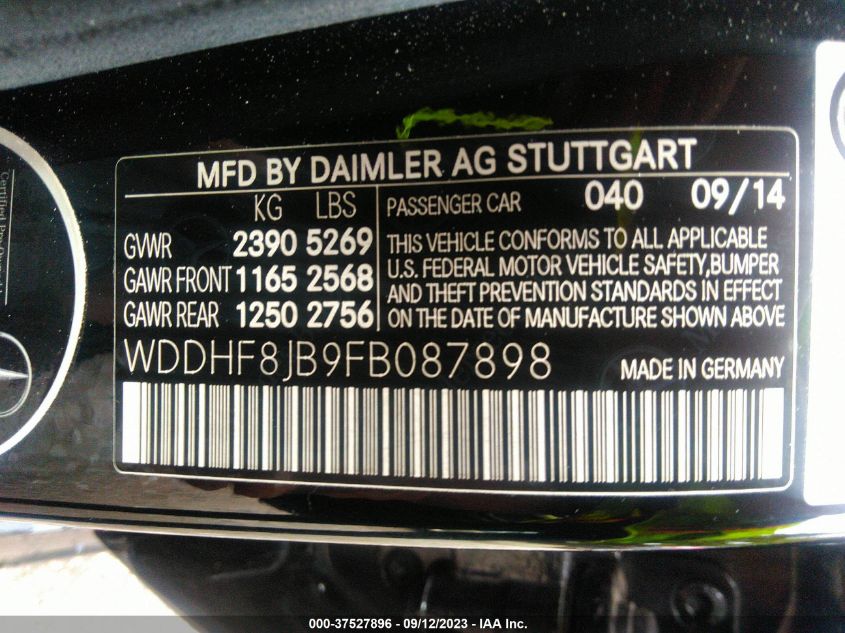 MFD BY DAIMLER AG STUTTGART
KG LBS
GVWR 2390 5269
GAWR FRONT 1165 2568
GAWR REAR 1250 2756
PASSENGER CAR 040 09/14
THIS VEHICLE CONFORMS TO ALL APPLICABLE
U.S. FEDERAL MOTOR VEHICLE SAFETY, BUMPER
AND THEFT PREVENTION STANDARDS IN EFFECT
ON THE DATE OF MANUFACTURE SHOWN ABOVE
WDDHF8JB9FB087898 MADE IN GERMANY
000-37527896 - 09/12/2023 - IAA Inc.